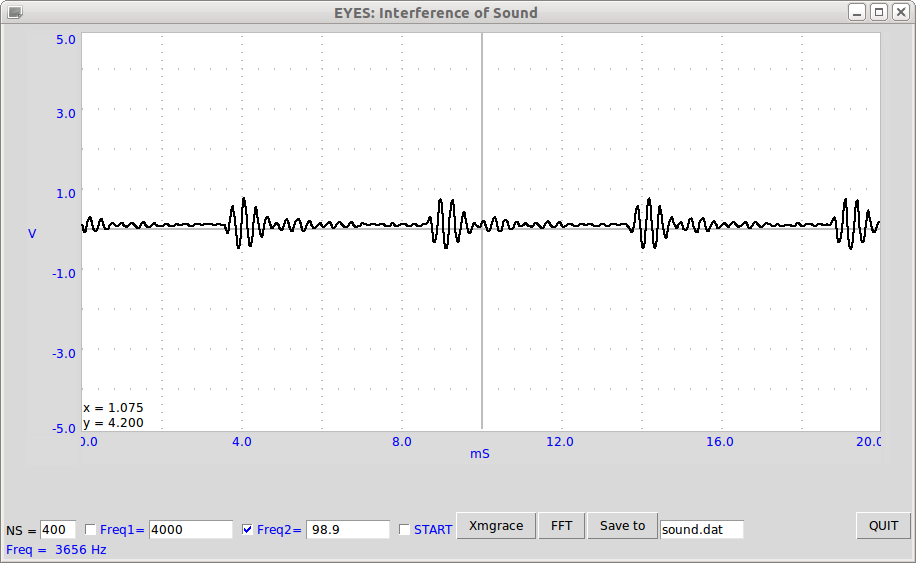 EYES: Interference of Sound
5.0
3.0
1.0
V
-1.0
-3.0
x = 1.075
y = 4.200
-5.0
0.0 4.0 8.0 12.0 16.0 20.0
mS
NS = 400 Freq1= 4000 Freq2= 98.9 START Xmgrace FFT Save to sound.dat QUIT
Freq = 3656 Hz